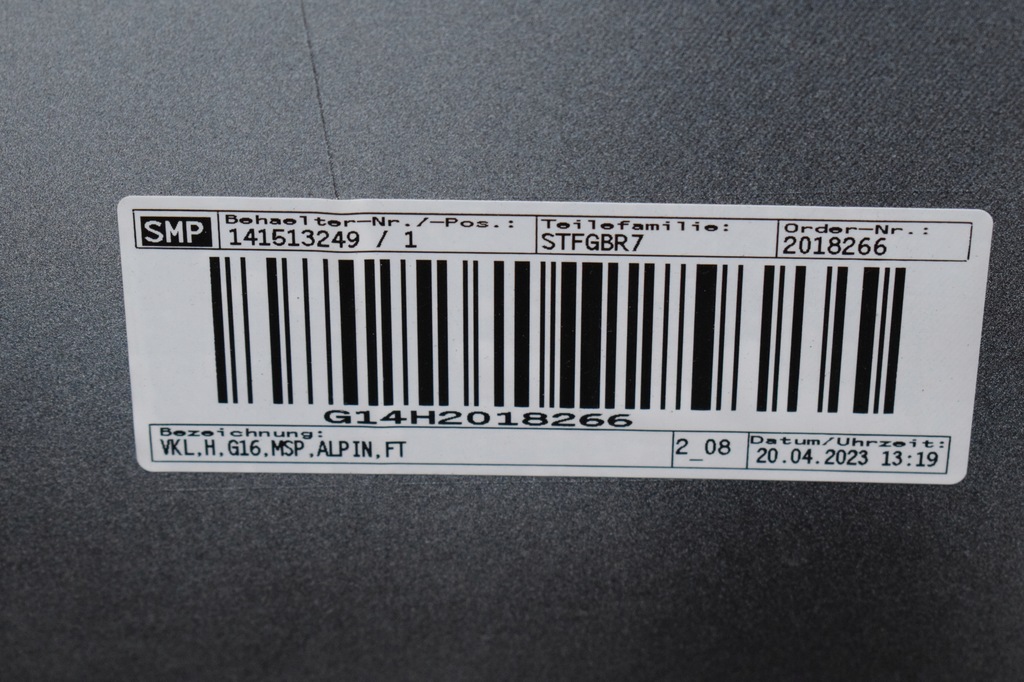 SMP
Behaelter-Nr./-Pos.:
141513249 / 1
Teilefamilie:
STFGBR7
Order-Nr.:
2018266
G14H2018266
Bezeichnung:
VKL,H,G16,MSP,ALPIN,FT
2_08
Datum/Uhrzeit:
20.04.2023 13:19